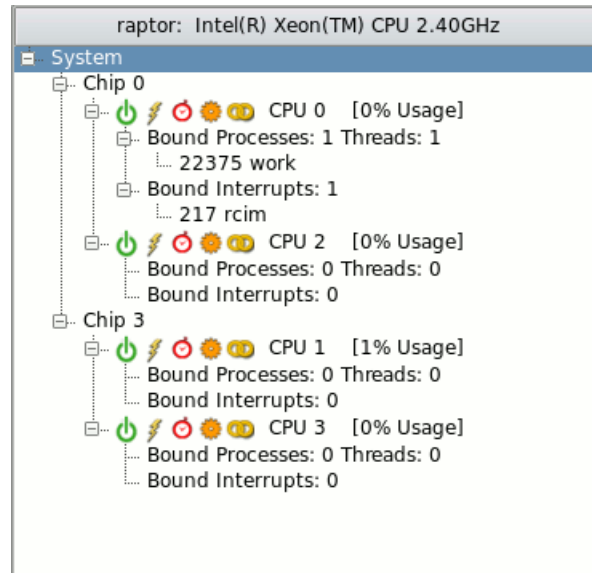 raptor: Intel(R) Xeon(TM) CPU 2.40GHz
System
Chip 0
CPU 0 [0% Usage]
Bound Processes: 1 Threads: 1
22375 work
Bound Interrupts: 1
217 rcim
CPU 2 [0% Usage]
Bound Processes: 0 Threads: 0
Bound Interrupts: 0
Chip 3
CPU 1 [1% Usage]
Bound Processes: 0 Threads: 0
Bound Interrupts: 0
CPU 3 [0% Usage]
Bound Processes: 0 Threads: 0
Bound Interrupts: 0